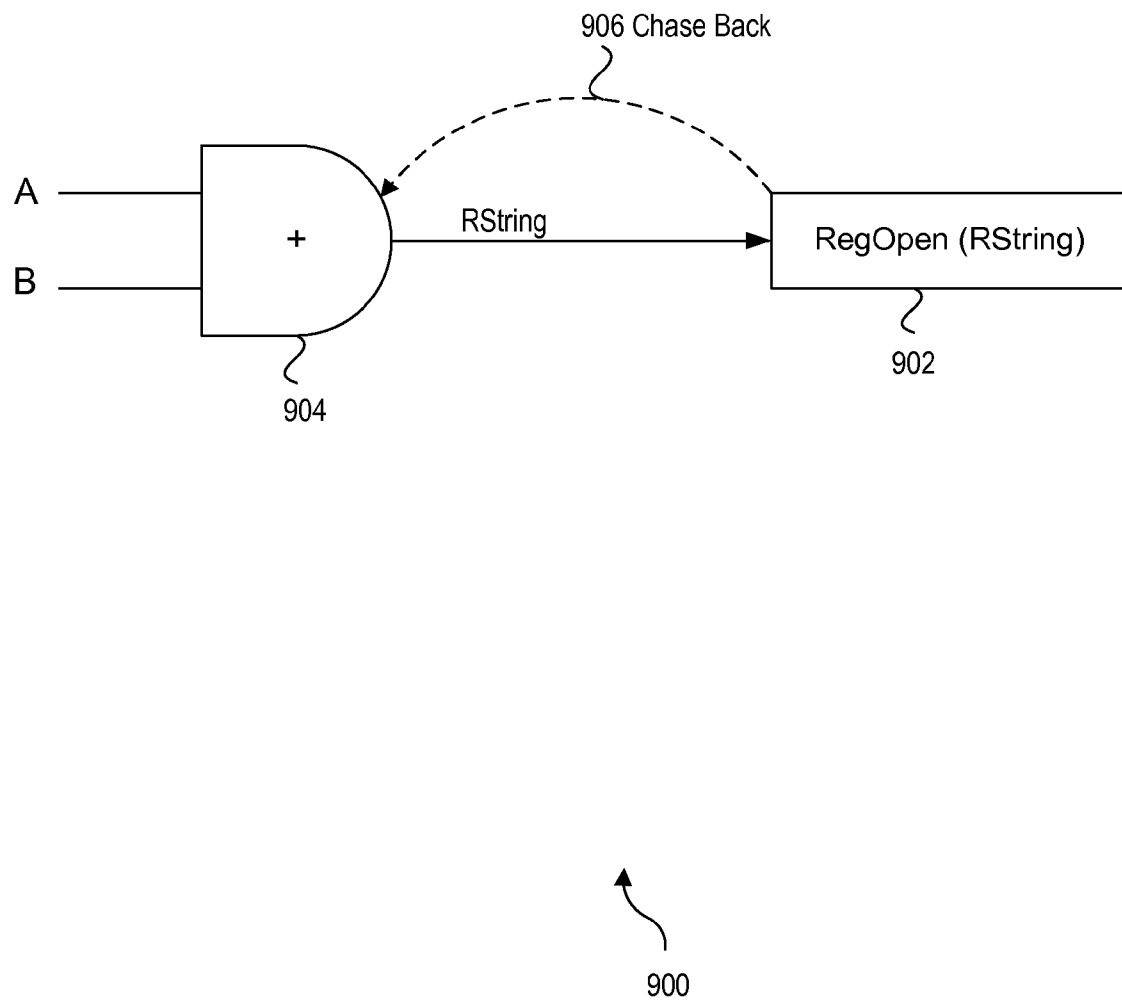 906 Chase Back
A
RString
+
RegOpen (RString)
B
902
904
900